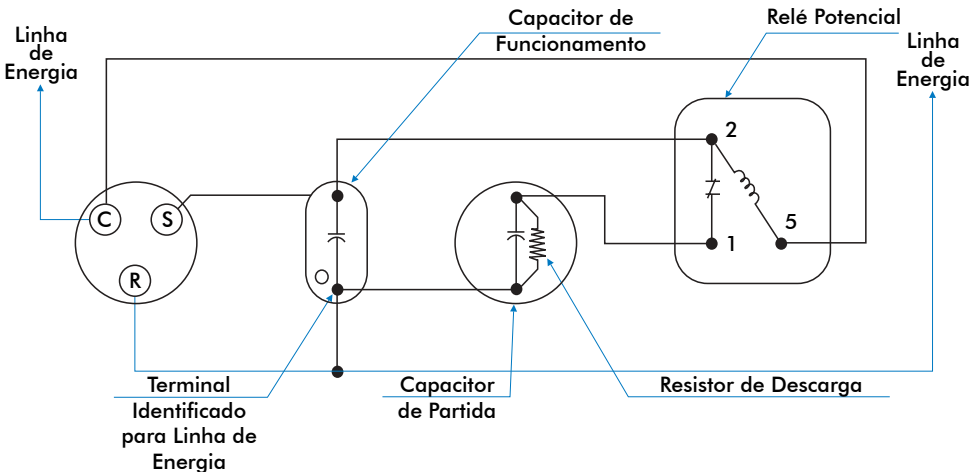 Linha
de
Energia
Capacitor de
Funcionamento
Relé Potencial
Linha
de
Energia
2
C
S
5
1
R
Terminal
Identificado
para Linha de
Energia
Capacitor
de Partida
Resistor de Descarga